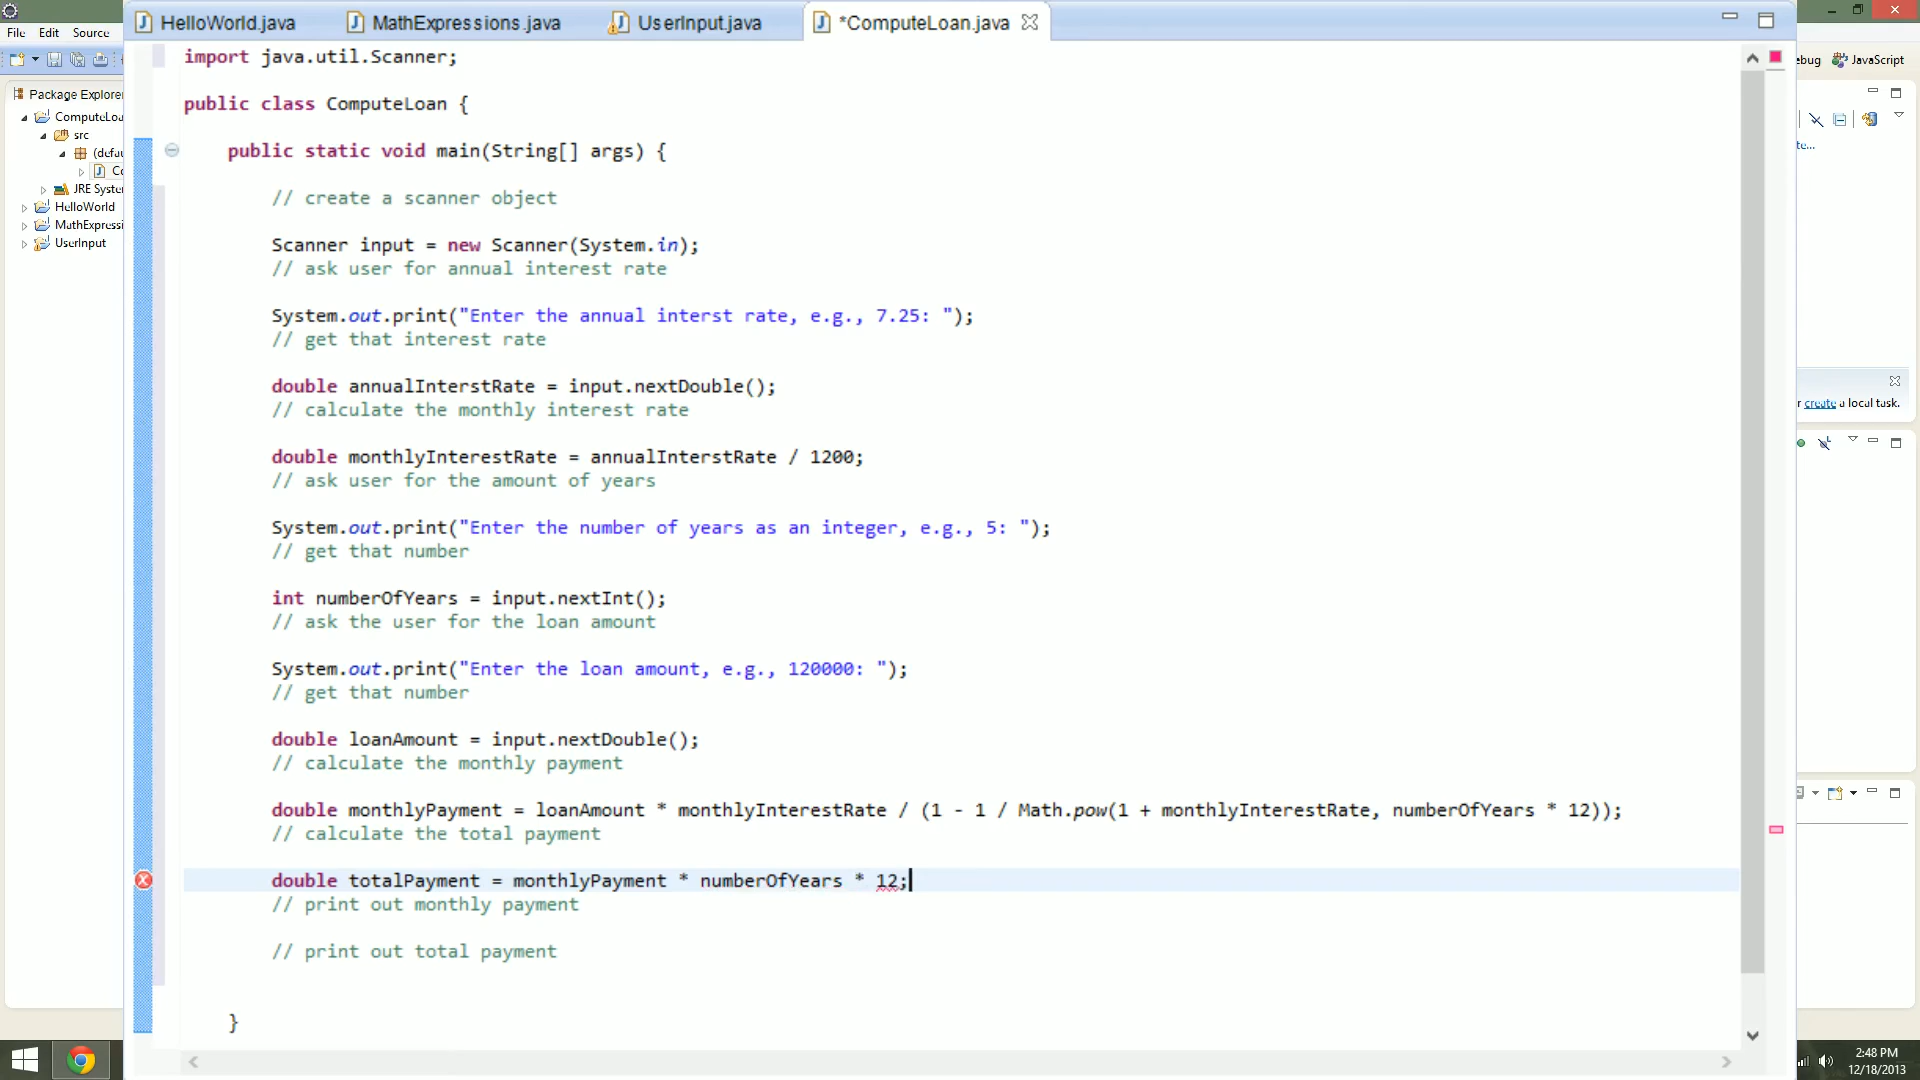 HelloWorld.java MathExpressions.java UserInput.java *ComputeLoan.java
File Edit Source
ebug JavaScript
Package Explorer
ComputeLoa
src
(defau
Co
JRE Syste
HelloWorld
MathExpressi
UserInput
import java.util.Scanner;
public class ComputeLoan {
public static void main(String[] args) {
// create a scanner object
Scanner input = new Scanner(System.in);
// ask user for annual interest rate
System.out.print("Enter the annual interst rate, e.g., 7.25: ");
// get that interest rate
double annualInterstRate = input.nextDouble();
// calculate the monthly interest rate
double monthlyInterestRate = annualInterstRate / 1200;
// ask user for the amount of years
System.out.print("Enter the number of years as an integer, e.g., 5: ");
// get that number
int numberOfYears = input.nextInt();
// ask the user for the loan amount
System.out.print("Enter the loan amount, e.g., 120000: ");
// get that number
double loanAmount = input.nextDouble();
// calculate the monthly payment
double monthlyPayment = loanAmount * monthlyInterestRate / (1 - 1 / Math.pow(1 + monthlyInterestRate, numberOfYears * 12));
// calculate the total payment
double totalPayment = monthlyPayment * numberOfYears * 12;
// print out monthly payment
// print out total payment
}
te...
r create a local task.
2:48 PM
12/18/2013